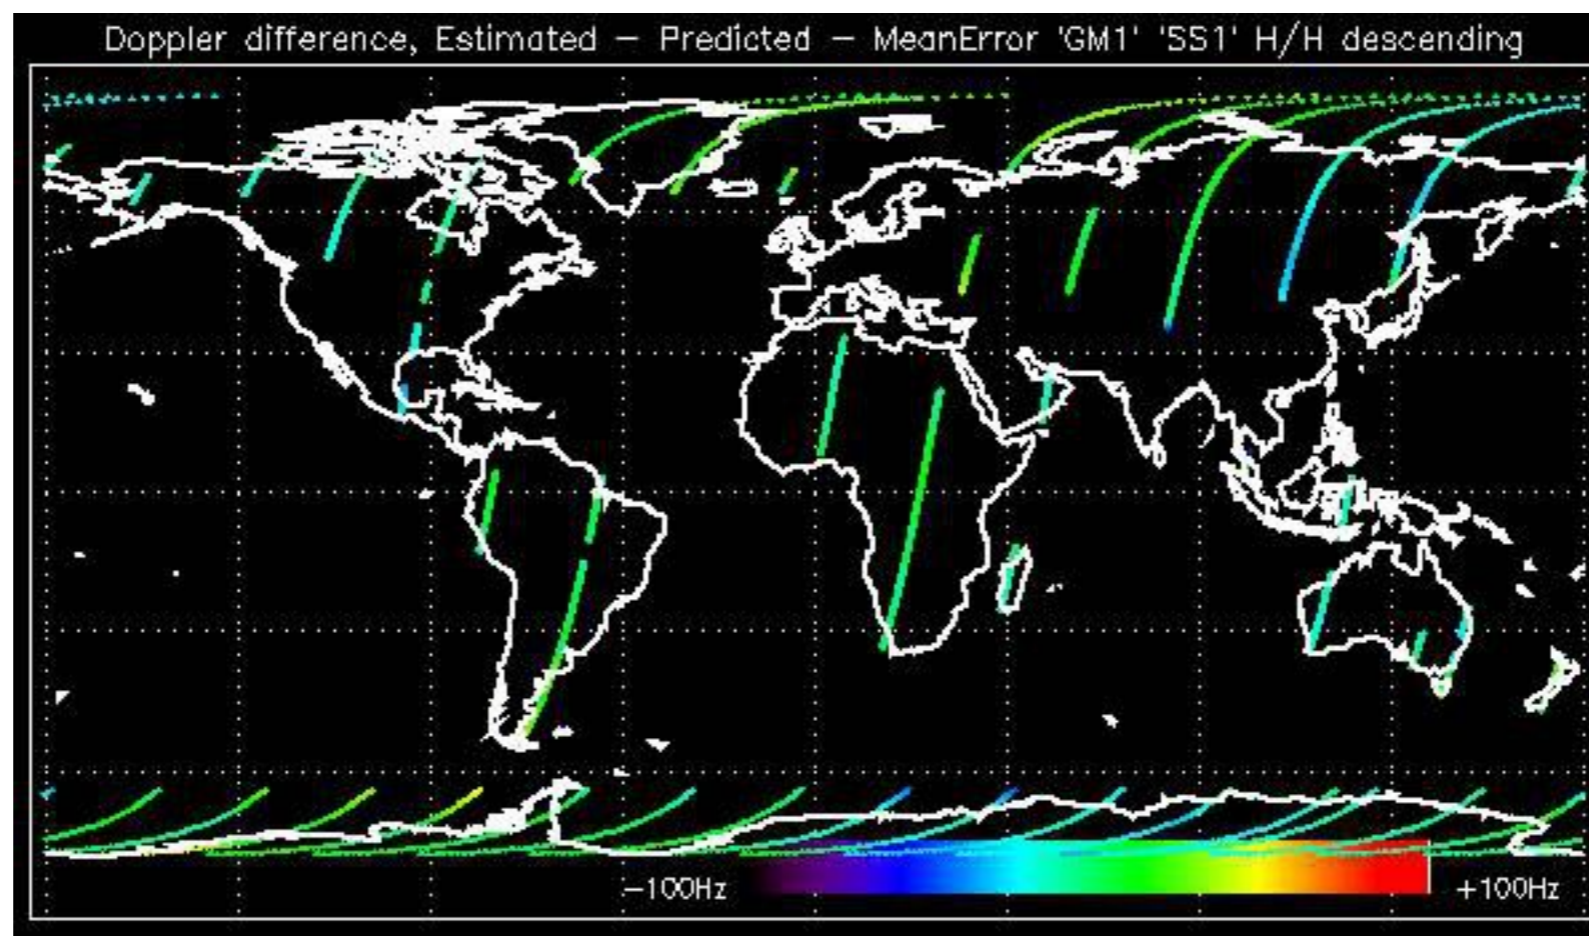 Doppler difference, Estimated – Predicted – MeanError 'GM1' 'SS1' H/H descending
–100Hz
+100Hz